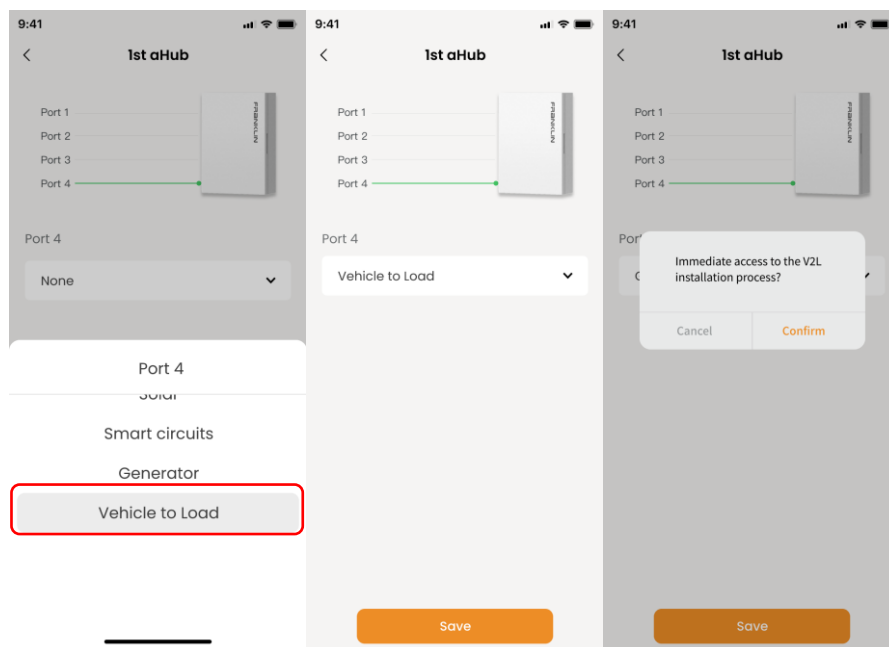 9:41
1st aHub
Port 1
Port 2
Port 3
Port 4
FRANKLIN
Port 4
None
Port 4
Solar
Smart circuits
Generator
Vehicle to Load
9:41
1st aHub
Port 1
Port 2
Port 3
Port 4
FRANKLIN
Port 4
Vehicle to Load
Save
9:41
1st aHub
Port 1
Port 2
Port 3
Port 4
FRANKLIN
Immediate access to the V2L
installation process?
Cancel
Confirm
Save